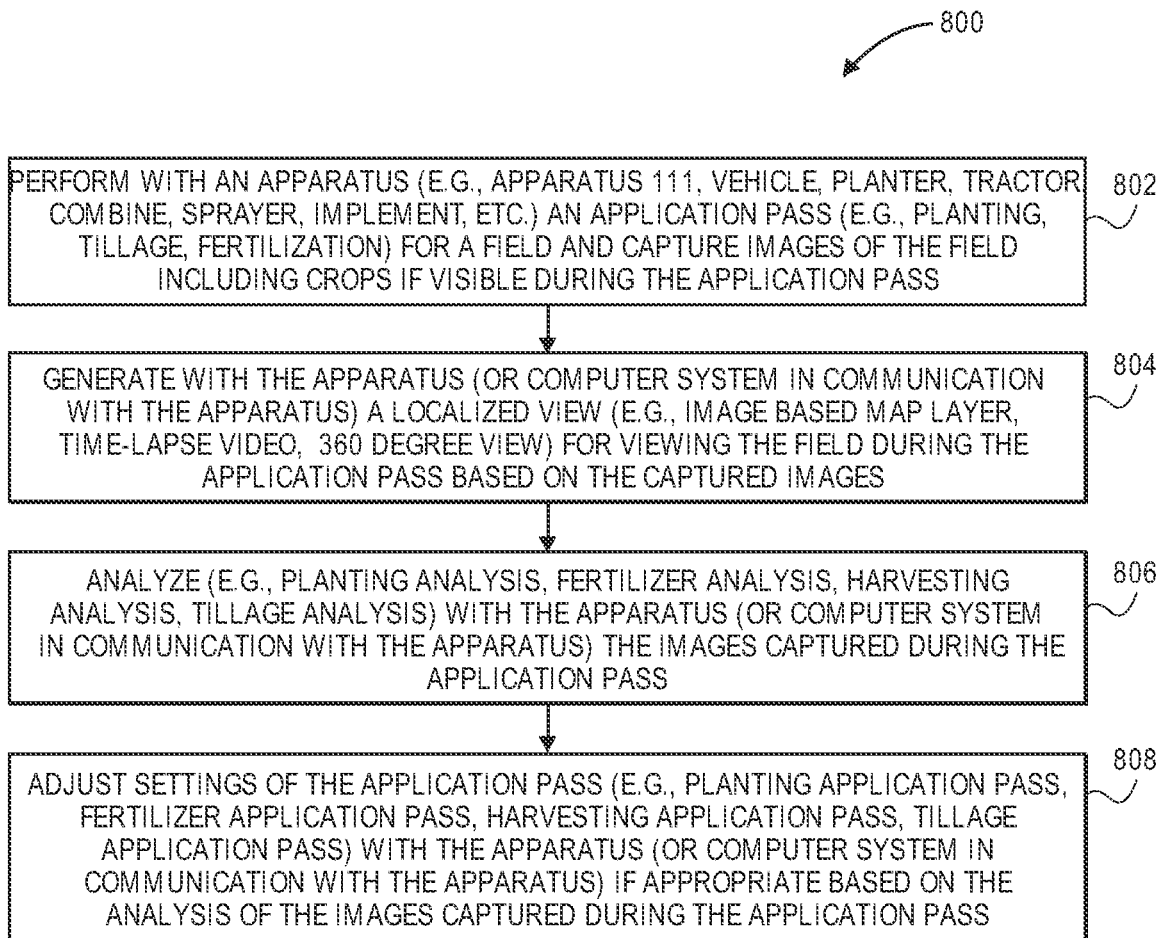 800
PERFORM WITH AN APPARATUS (E.G., APPARATUS 111, VEHICLE, PLANTER, TRACTOR
COMBINE, SPRAYER, IMPLEMENT, ETC.) AN APPLICATION PASS (E.G., PLANTING,
TILLAGE, FERTILIZATION) FOR A FIELD AND CAPTURE IMAGES OF THE FIELD
INCLUDING CROPS IF VISIBLE DURING THE APPLICATION PASS
802
GENERATE WITH THE APPARATUS (OR COMPUTER SYSTEM IN COMMUNICATION
WITH THE APPARATUS) A LOCALIZED VIEW (E.G., IMAGE BASED MAP LAYER,
TIME-LAPSE VIDEO, 360 DEGREE VIEW) FOR VIEWING THE FIELD DURING THE
APPLICATION PASS BASED ON THE CAPTURED IMAGES
804
ANALYZE (E.G., PLANTING ANALYSIS, FERTILIZER ANALYSIS, HARVESTING
ANALYSIS, TILLAGE ANALYSIS) WITH THE APPARATUS (OR COMPUTER SYSTEM
IN COMMUNICATION WITH THE APPARATUS) THE IMAGES CAPTURED DURING THE
APPLICATION PASS
806
ADJUST SETTINGS OF THE APPLICATION PASS (E.G., PLANTING APPLICATION PASS,
FERTILIZER APPLICATION PASS, HARVESTING APPLICATION PASS, TILLAGE
APPLICATION PASS) WITH THE APPARATUS (OR COMPUTER SYSTEM IN
COMMUNICATION WITH THE APPARATUS) IF APPROPRIATE BASED ON THE
ANALYSIS OF THE IMAGES CAPTURED DURING THE APPLICATION PASS
808